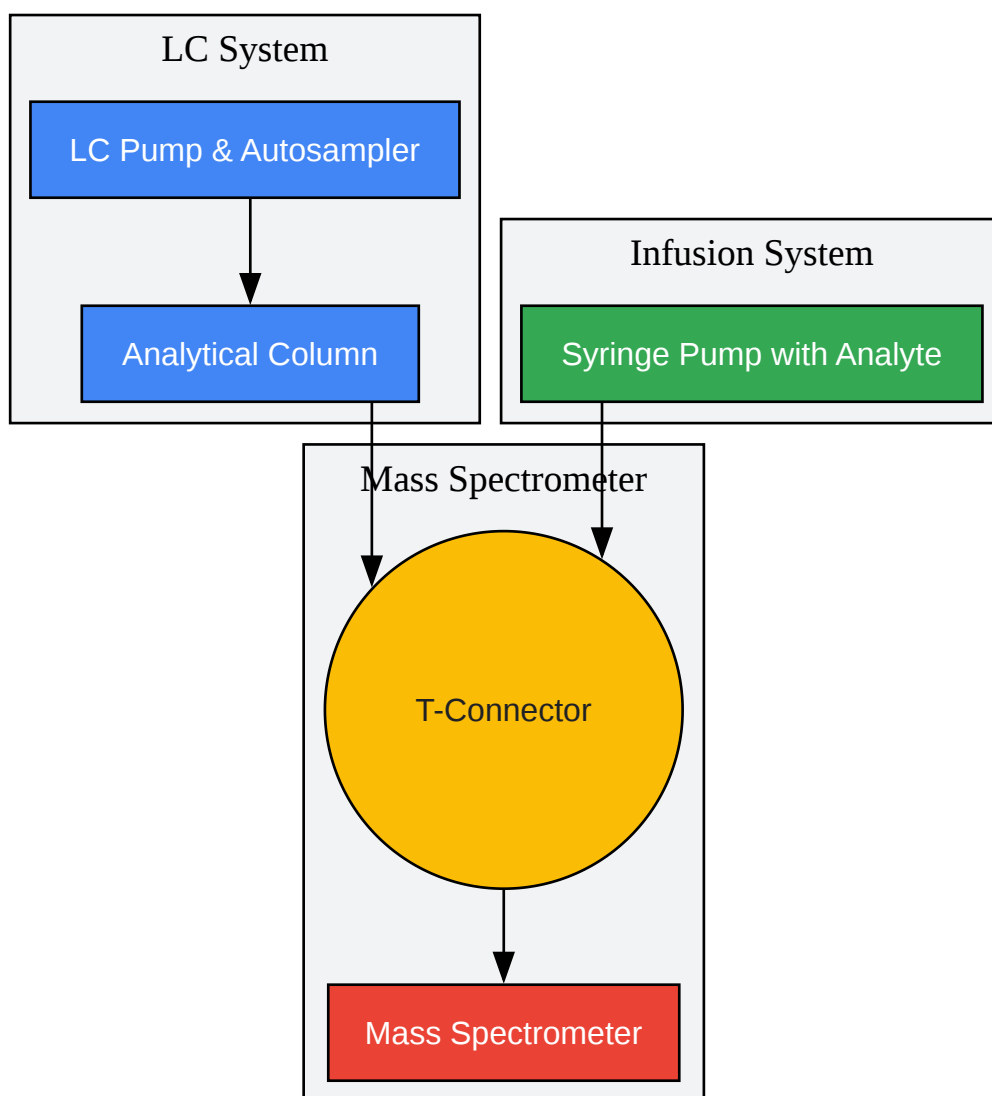 LC System
LC Pump & Autosampler
Infusion System
Analytical Column
Syringe Pump with Analyte
Mass Spectrometer
T-Connector
Mass Spectrometer